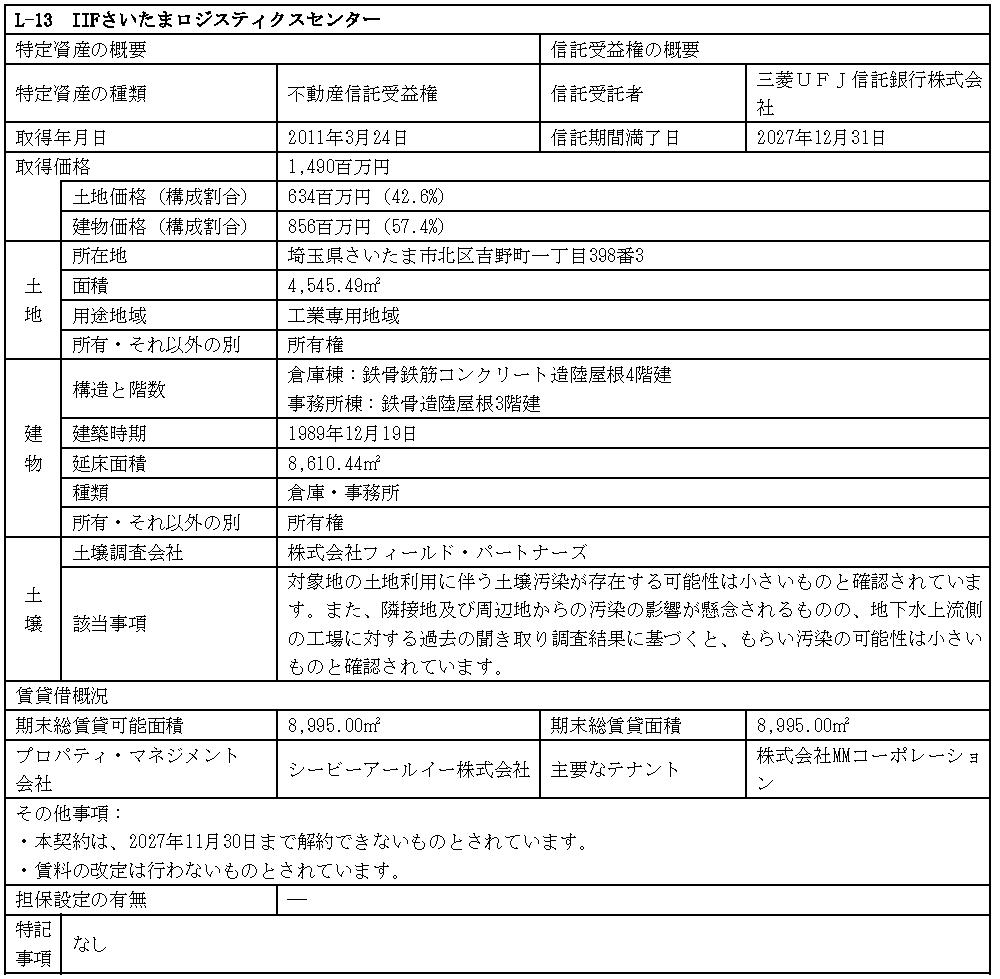 L-13　IIFさいたまロジスティクスセンター
特定資産の概要　信託受益権の概要
特定資産の種類　不動産信託受益権　信託受託者　三菱ＵＦＪ信託銀行株式会
社
取得年月日　2011年3月24日　信託期間満了日　2027年12月31日
取得価格　1,490百万円
土地価格（構成割合）　634百万円（42.6%）
建物価格（構成割合）　856百万円（57.4%）
土地
所在地　埼玉県さいたま市北区吉野町一丁目398番3
面積　4,545.49㎡
用途地域　工業専用地域
所有・それ以外の別　所有権
建物
構造と階数　倉庫棟：鉄骨鉄筋コンクリート造陸屋根4階建
事務所棟：鉄骨造陸屋根3階建
建築時期　1989年12月19日
延床面積　8,610.44㎡
種類　倉庫・事務所
所有・それ以外の別　所有権
土壌
土壌調査会社　株式会社フィールド・パートナーズ
該当事項　対象地の土地利用に伴う土壌汚染が存在する可能性は小さいものと確認されていま
す。また、隣接地及び周辺地からの汚染の影響が懸念されるものの、地下水上流側
の工場に対する過去の聞き取り調査結果に基づくと、もらい汚染の可能性は小さい
ものと確認されています。
賃貸借概況
期末総賃貸可能面積　8,995.00㎡　期末総賃貸面積　8,995.00㎡
プロパティ・マネジメント
会社　シービーアールイー株式会社　主要なテナント　株式会社MMコーポレーショ
ン
その他事項：
・本契約は、2027年11月30日まで解約できないものとされています。
・賃料の改定は行わないものとされています。
担保設定の有無　―
特記
事項　なし